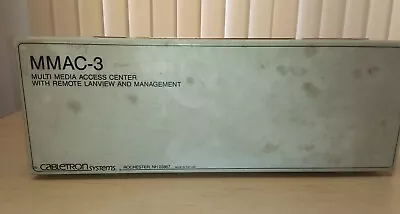 MMAC-3
MULTI MEDIA ACCESS CENTER
WITH REMOTE LANVIEW AND MANAGEMENT
CABLETRON SYSTEMS ROCHESTER NH 03867